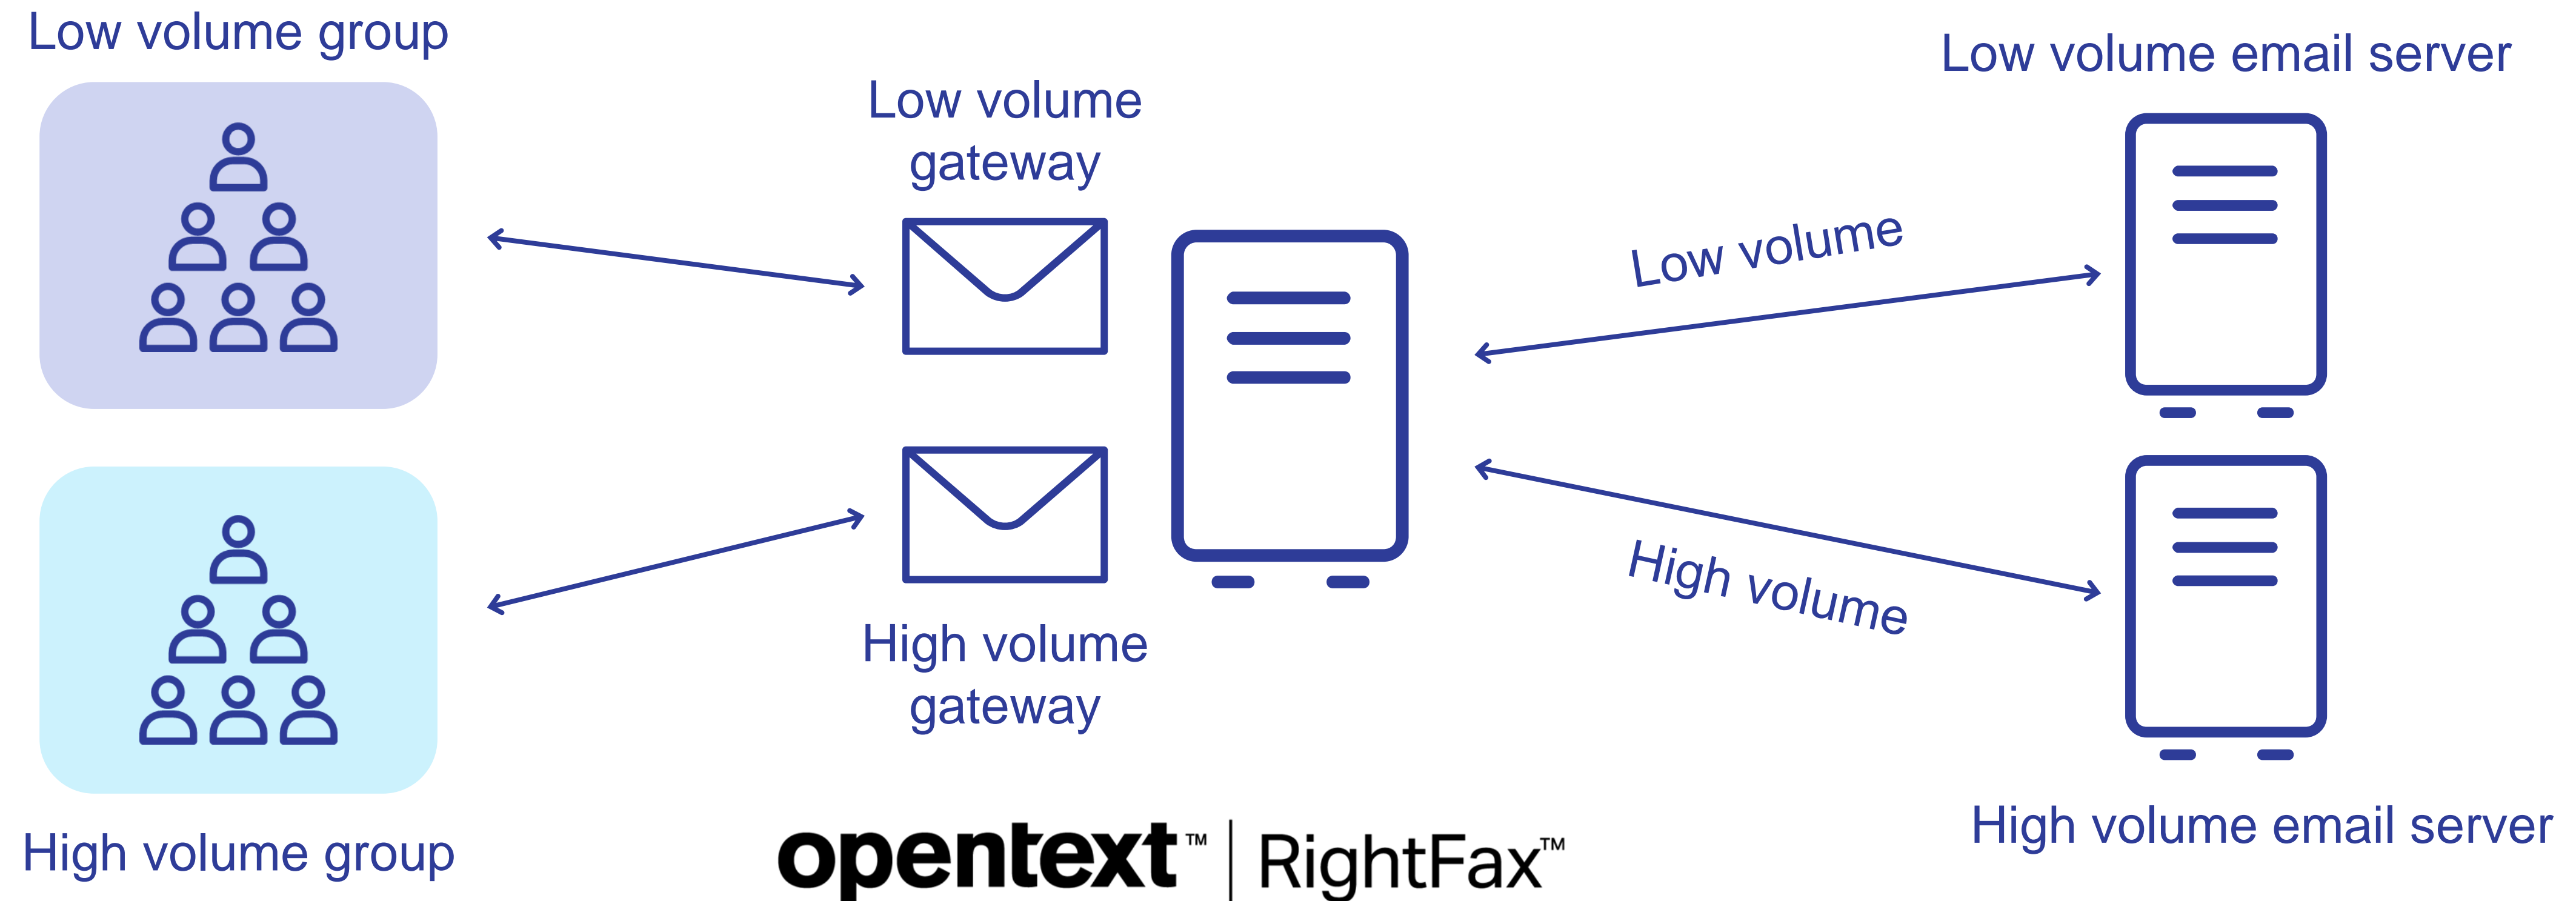 Low volume group
Low volume
gateway
Low volume email server
Low volume
High volume
High volume
gateway
High volume group
High volume email server
opentext™ | RightFax™